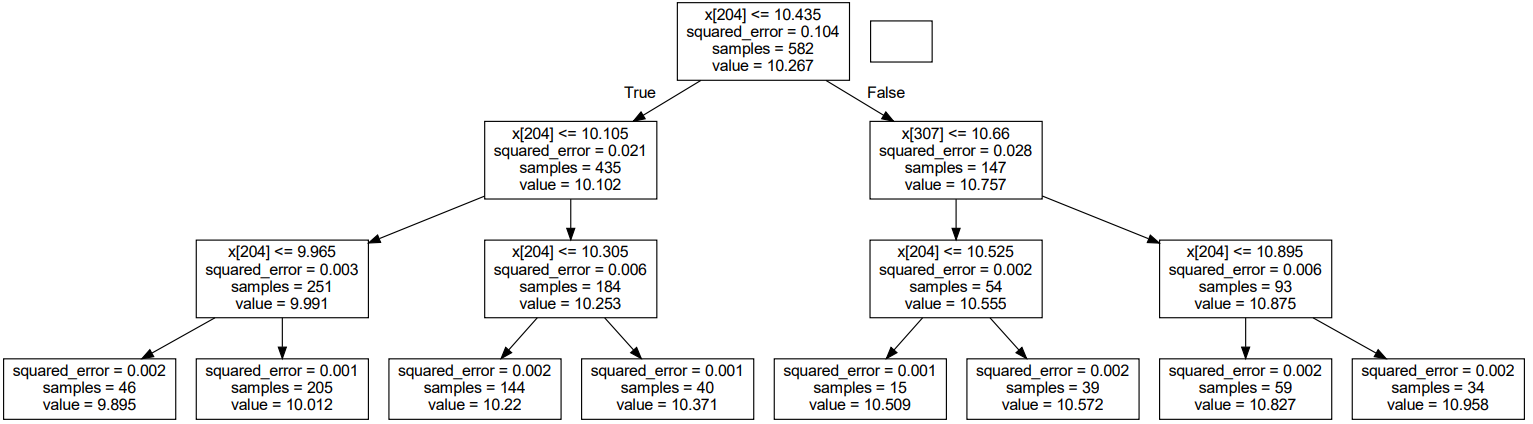 x[204] <= 10.435
squared_error = 0.104
samples = 582
value = 10.267
True
False
x[204] <= 10.105
squared_error = 0.021
samples = 435
value = 10.102
x[307] <= 10.66
squared_error = 0.028
samples = 147
value = 10.757
x[204] <= 9.965
squared_error = 0.003
samples = 251
value = 9.991
x[204] <= 10.305
squared_error = 0.006
samples = 184
value = 10.253
x[204] <= 10.525
squared_error = 0.002
samples = 54
value = 10.555
x[204] <= 10.895
squared_error = 0.006
samples = 93
value = 10.875
squared_error = 0.002
samples = 46
value = 9.895
squared_error = 0.001
samples = 205
value = 10.012
squared_error = 0.002
samples = 144
value = 10.22
squared_error = 0.001
samples = 40
value = 10.371
squared_error = 0.001
samples = 15
value = 10.509
squared_error = 0.002
samples = 39
value = 10.572
squared_error = 0.002
samples = 59
value = 10.827
squared_error = 0.002
samples = 34
value = 10.958